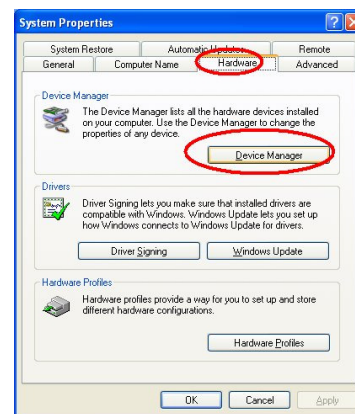 System Properties
System Restore Automatic Updates Remote
General Computer Name Hardware Advanced
Device Manager
The Device Manager lists all the hardware devices installed
on your computer. Use the Device Manager to change the
properties of any device.
Device Manager
Drivers
Driver Signing lets you make sure that installed drivers are
compatible with Windows. Windows Update lets you set up
how Windows connects to Windows Update for drivers.
Driver Signing Windows Update
Hardware Profiles
Hardware profiles provide a way for you to set up and store
different hardware configurations.
Hardware Profiles
OK Cancel Apply